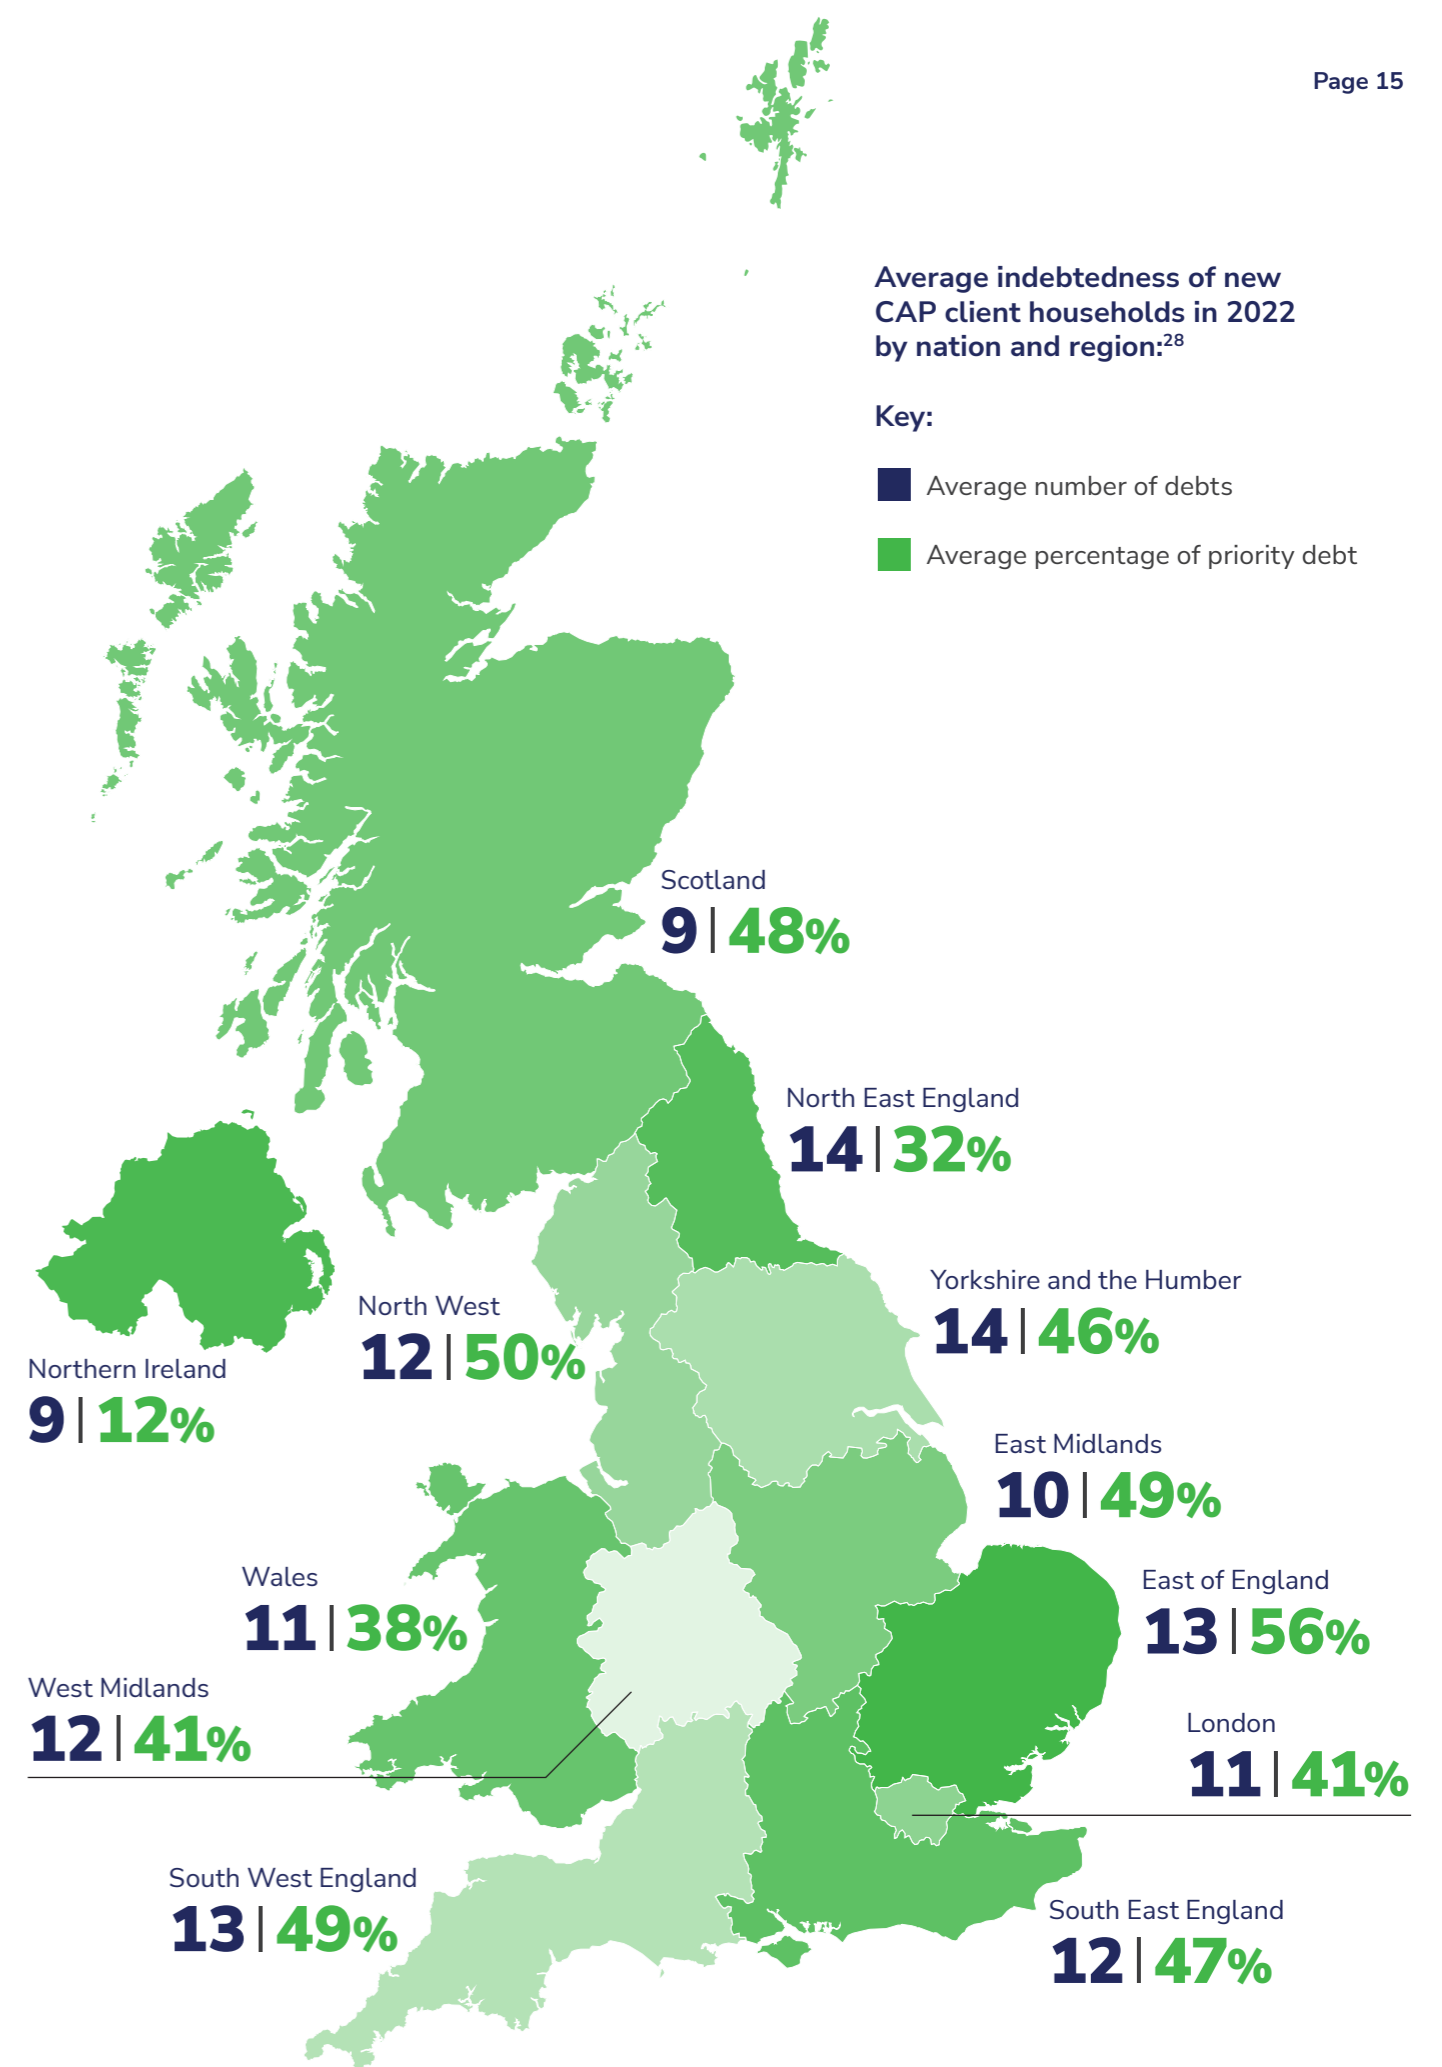 Page 15
Average indebtedness of new
CAP client households in 2022
by nation and region:28
Key:
Average number of debts
Average percentage of priority debt
Scotland
9 | 48%
North East England
14 | 32%
Yorkshire and the Humber
14 | 46%
North West
12 | 50%
Northern Ireland
9 | 12%
East Midlands
10 | 49%
Wales
11 | 38%
East of England
13 | 56%
West Midlands
12 | 41%
London
11 | 41%
South West England
13 | 49%
South East England
12 | 47%